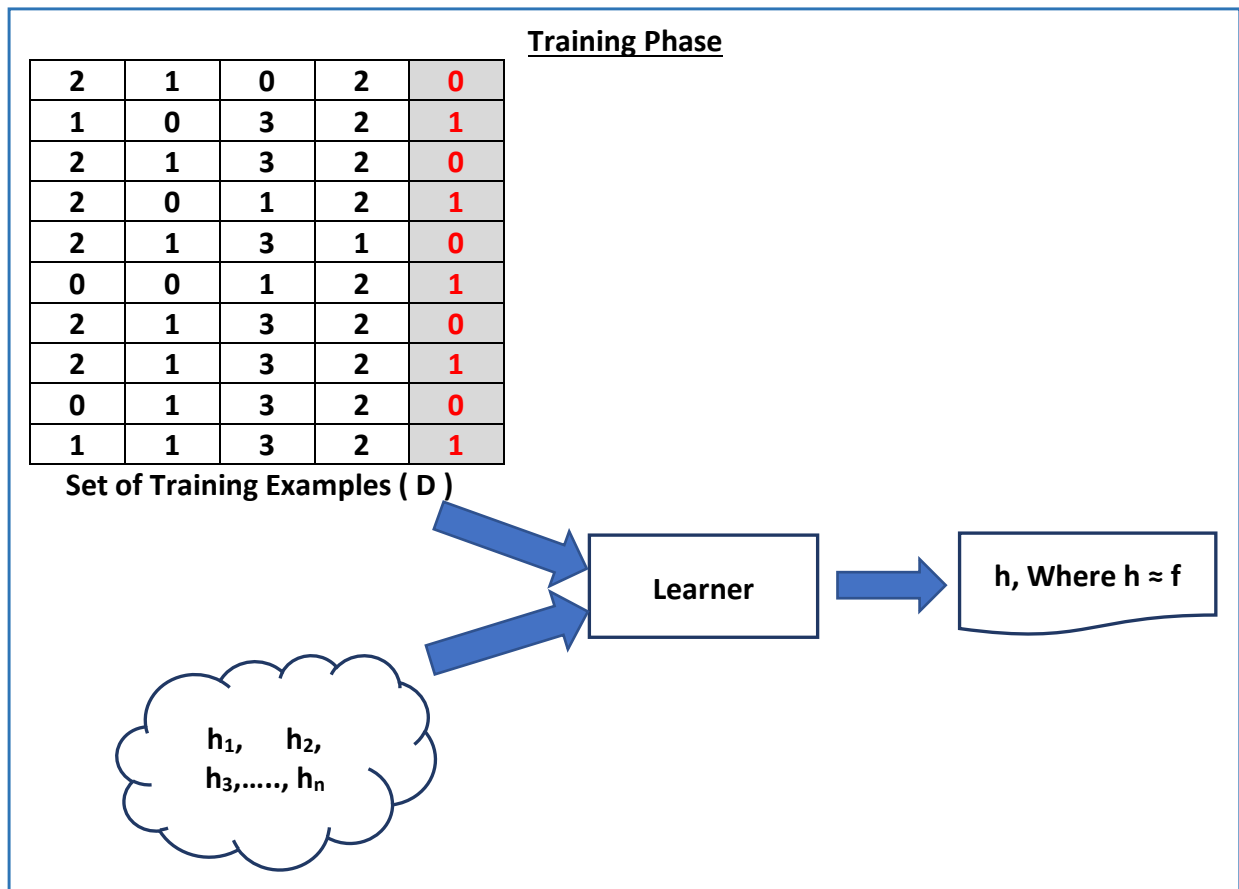 Training Phase
2 1 0 2 0
1 0 3 2 1
2 1 3 2 0
2 0 1 2 1
2 1 3 1 0
0 0 1 2 1
2 1 3 2 0
2 1 3 2 1
0 1 3 2 0
1 1 3 2 1
Set of Training Examples ( D )
Learner
h, Where h ≈ f
h₁, h₂,
h₃,....., hₙ